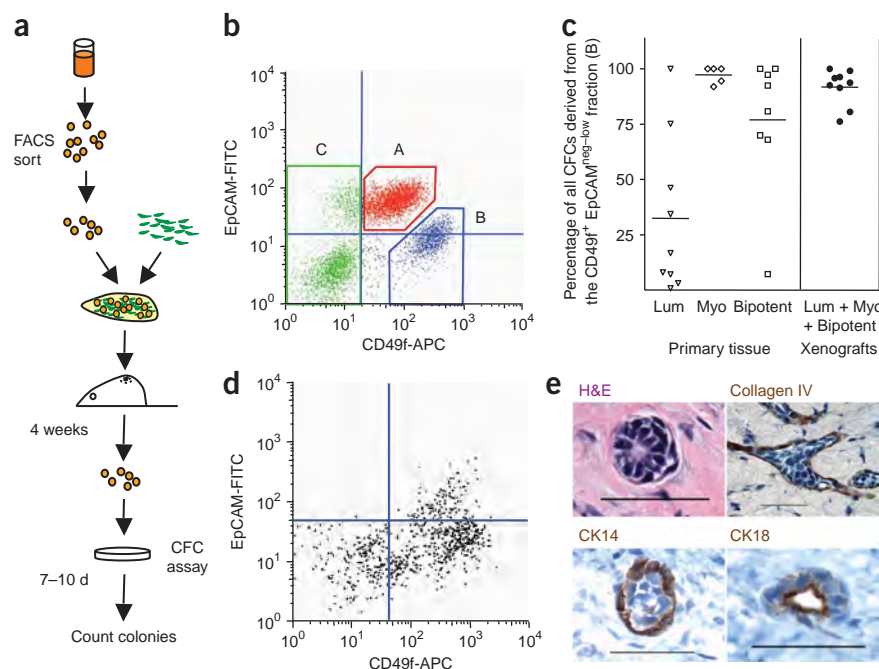 a
FACS
sort
4 weeks
CFC
assay
7–10 d
Count colonies
b
EpCAM-FITC
10^4
10^3
10^2
10^1
10^0
C
A
B
10^0 10^1 10^2 10^3 10^4
CD49f-APC
c
Percentage of all CFCs derived from
the CD49f^+ EpCAM^neg–low fraction (B)
100
75
50
25
Lum Myo Bipotent
Primary tissue
Lum + Myo
+ Bipotent
Xenografts
d
EpCAM-FITC
10^4
10^3
10^2
10^1
10^0
10^0 10^1 10^2 10^3 10^4
CD49f-APC
e
H&E
Collagen IV
CK14
CK18